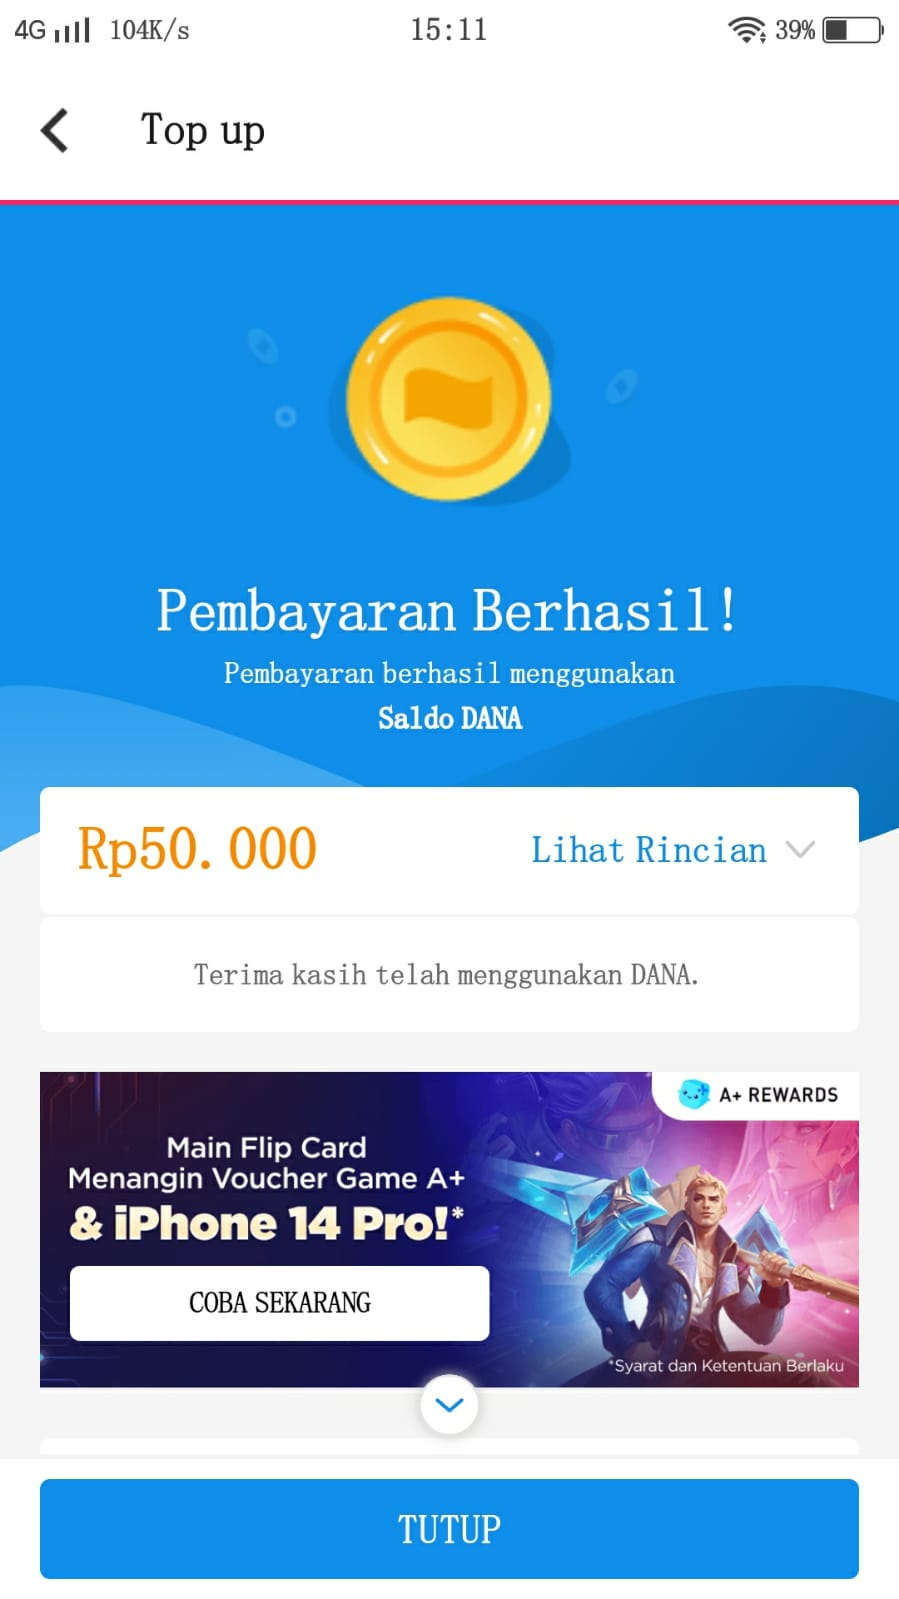 4G 104K/s 15:11 39%
Top up
Pembayaran Berhasil!
Pembayaran berhasil menggunakan
Saldo DANA
Rp50.000 Lihat Rincian
Terima kasih telah menggunakan DANA.
A+ REWARDS
Main Flip Card
Menangin Voucher Game A+
& iPhone 14 Pro!*
COBA SEKARANG
*Syarat dan Ketentuan Berlaku
TUTUP